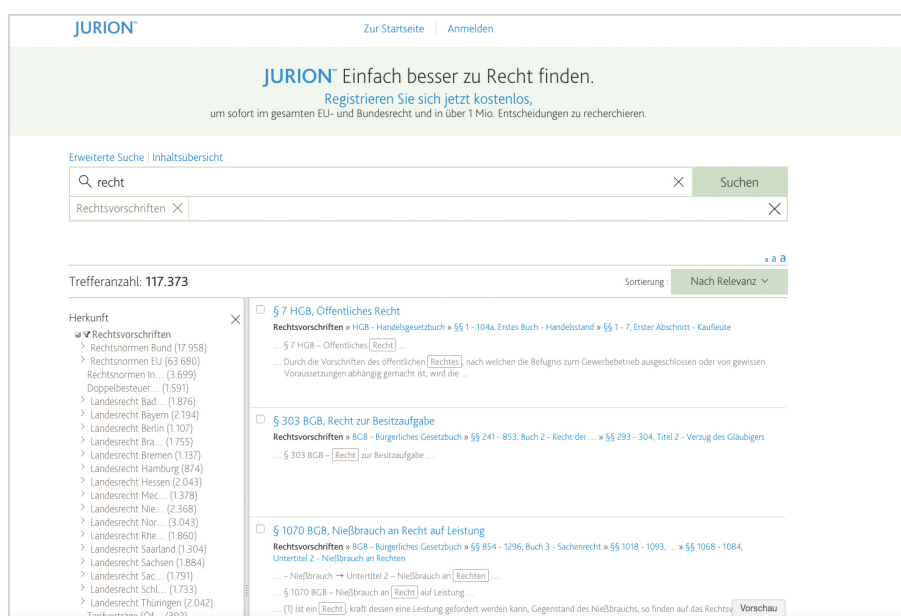 JURION™
Zur Startseite
Anmelden
JURION™ Einfach besser zu Recht finden.
Registrieren Sie sich jetzt kostenlos,
um sofort im gesamten EU- und Bundesrecht und in über 1 Mio. Entscheidungen zu recherchieren.
Erweiterte Suche | Inhaltsübersicht
recht
Suchen
Rechtsvorschriften
a a a
Trefferanzahl: 117.373
Sortierung :
Nach Relevanz
Herkunft
Rechtsvorschriften
Rechtsnormen Bund (17.958)
Rechtsnormen EU (63.680)
Rechtsnormen In... (3.699)
Doppelbesteuer... (1.591)
Landesrecht Bad... (1.876)
Landesrecht Bayern (2.194)
Landesrecht Berlin (1.107)
Landesrecht Bra... (1.755)
Landesrecht Bremen (1.137)
Landesrecht Hamburg (874)
Landesrecht Hessen (2.043)
Landesrecht Mec... (1.378)
Landesrecht Nie... (2.368)
Landesrecht Nor... (3.043)
Landesrecht Rhe... (1.860)
Landesrecht Saarland (1.304)
Landesrecht Sachsen (1.884)
Landesrecht Sac... (1.791)
Landesrecht Schl... (1.733)
Landesrecht Thüringen (2.042)
§ 7 HGB, Öffentliches Recht
Rechtsvorschriften » HGB - Handelsgesetzbuch » §§ 1 - 104a, Erstes Buch - Handelsstand » §§ 1 - 7, Erster Abschnitt - Kaufleute
... § 7 HGB – Öffentliches Recht ...
... Durch die Vorschriften des öffentlichen Rechtes, nach welchen die Befugnis zum Gewerbebetrieb ausgeschlossen oder von gewissen
Voraussetzungen abhängig gemacht ist, wird die ...
§ 303 BGB, Recht zur Besitzaufgabe
Rechtsvorschriften » BGB - Bürgerliches Gesetzbuch » §§ 241 - 853, Buch 2 - Recht der ... » §§ 293 - 304, Titel 2 - Verzug des Gläubigers
... § 303 BGB – Recht zur Besitzaufgabe ...
§ 1070 BGB, Nießbrauch an Recht auf Leistung
Rechtsvorschriften » BGB - Bürgerliches Gesetzbuch » §§ 854 - 1296, Buch 3 - Sachenrecht » §§ 1018 - 1093, ... » §§ 1068 - 1084,
Untertitel 2 - Nießbrauch an Rechten
... – Nießbrauch → Untertitel 2 – Nießbrauch an Rechten ...
... § 1070 BGB – Nießbrauch an Recht auf Leistung ...
... (1) Ist ein Recht, kraft dessen eine Leistung gefordert werden kann, Gegenstand des Nießbrauchs, so finden auf das
Vorschau